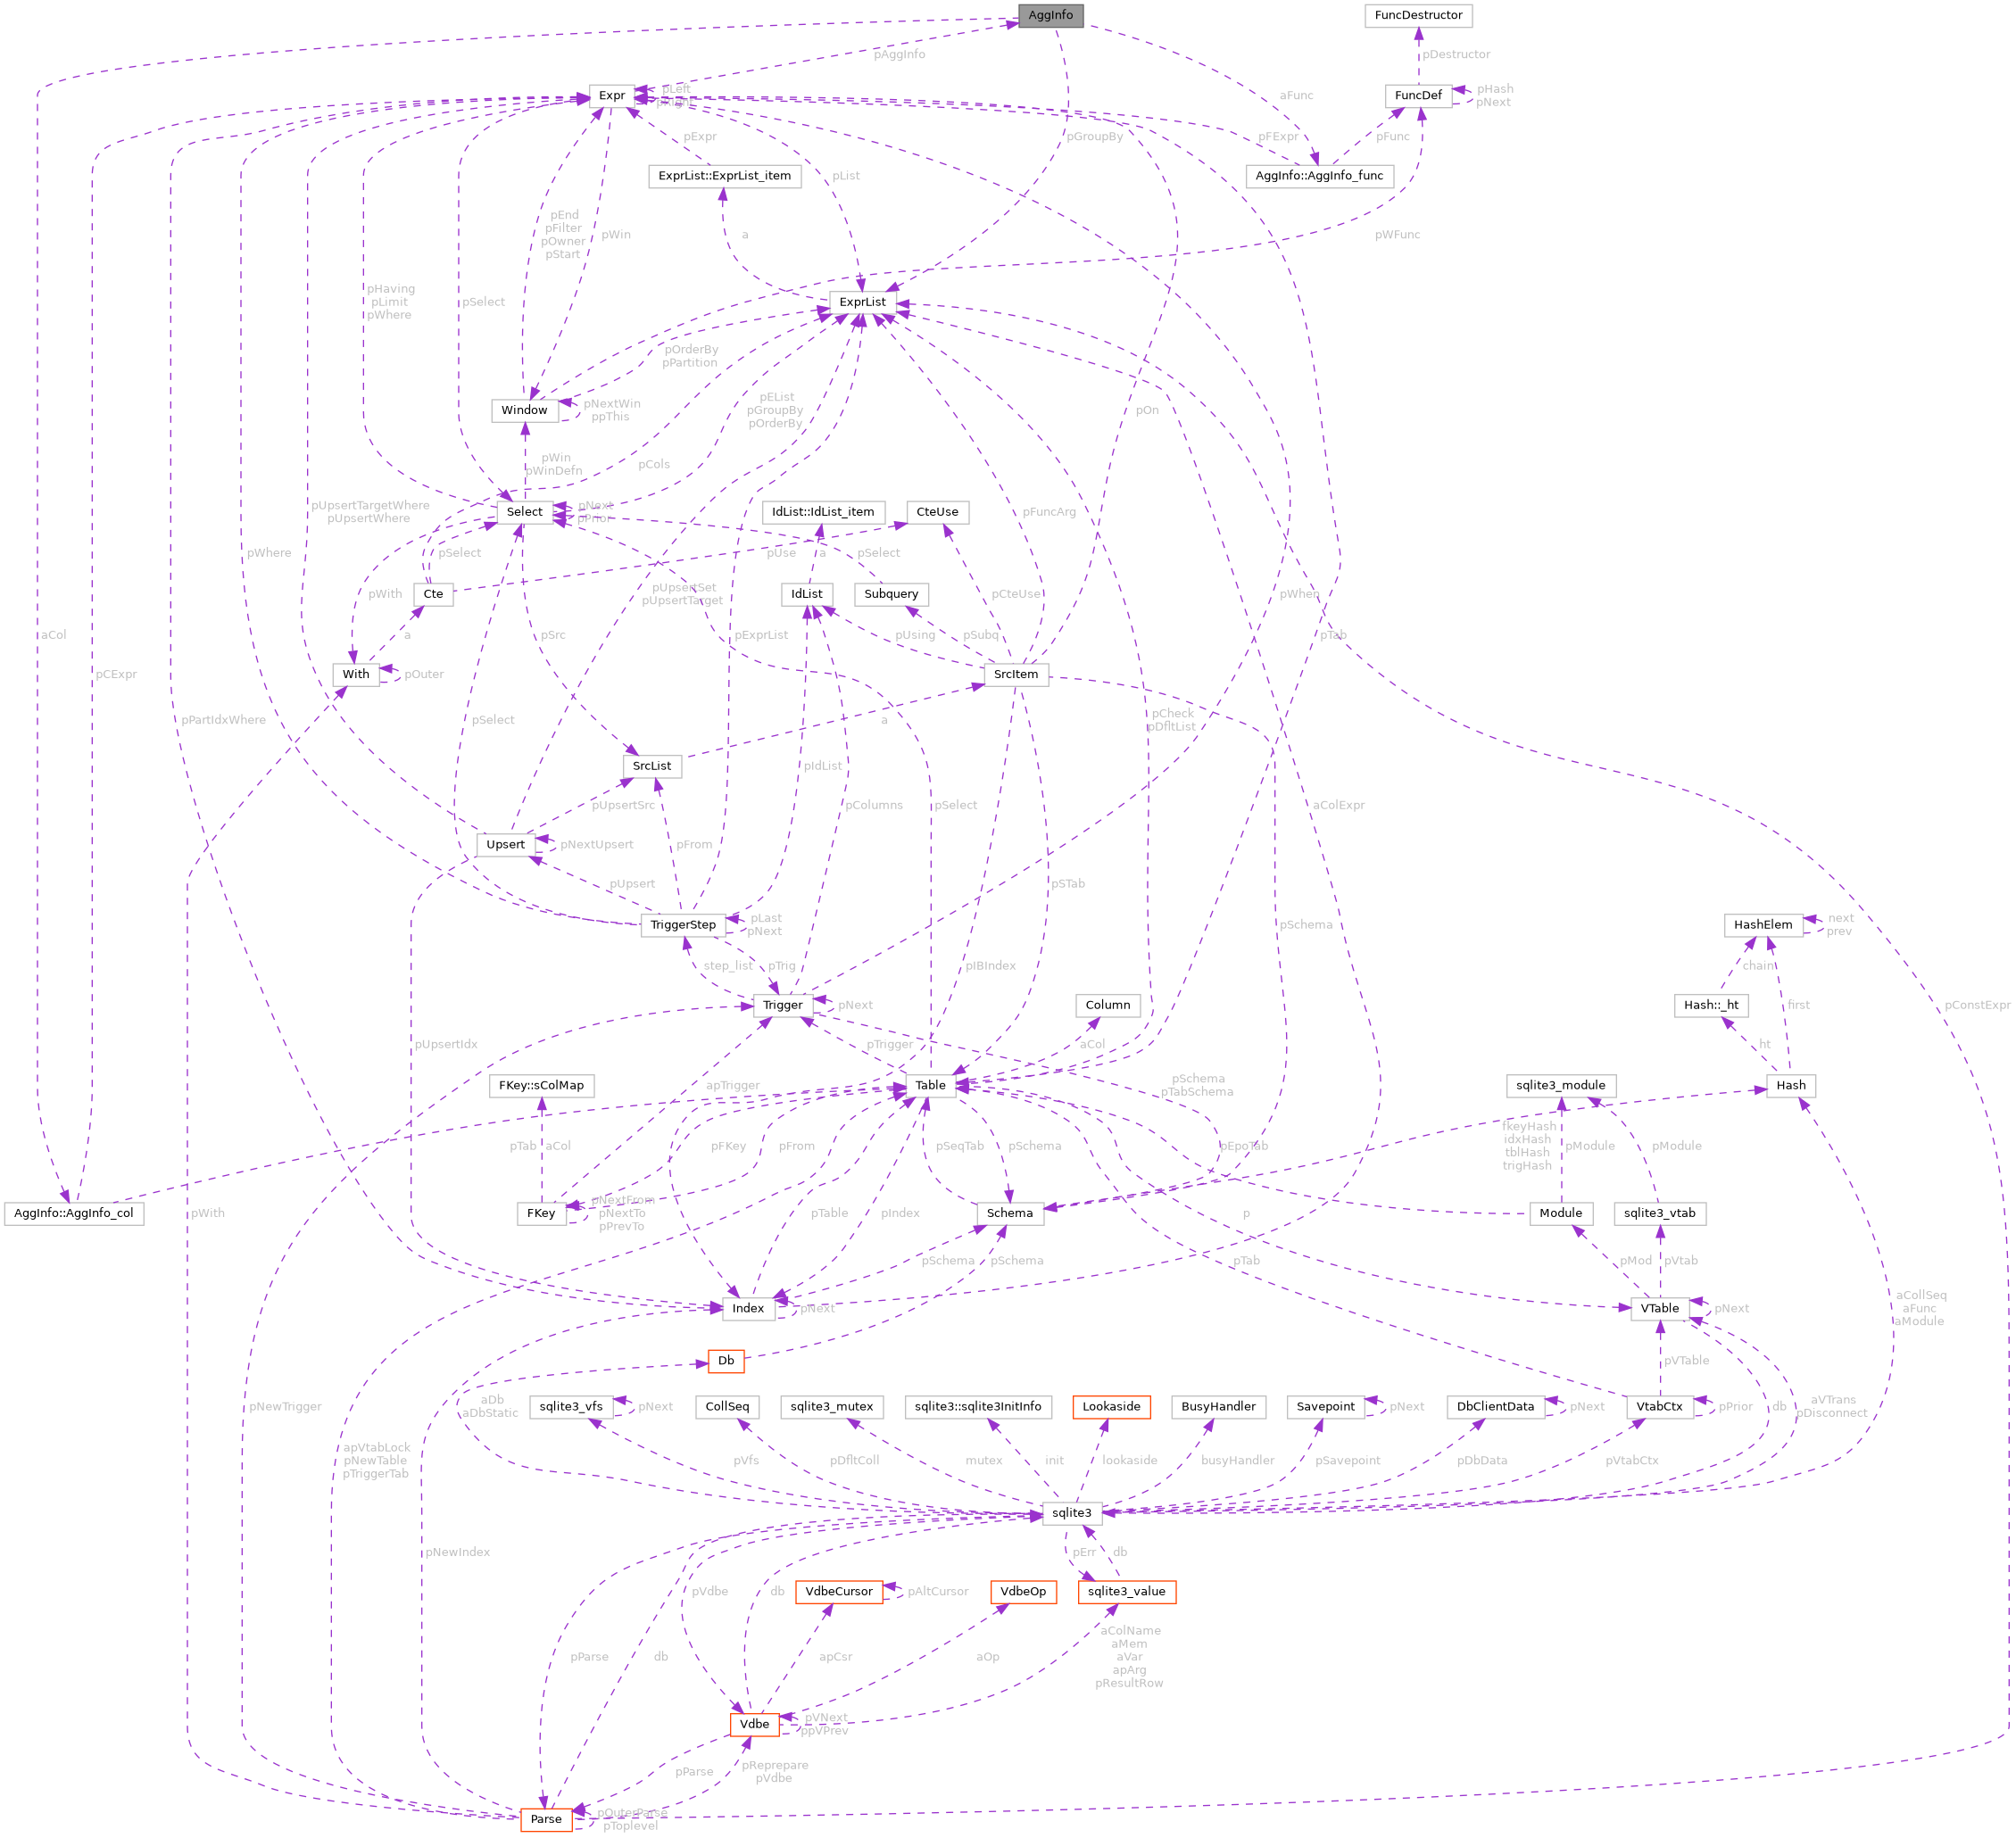 AggInfo
FuncDestructor
pAggInfo
pDestructor
Expr
pLeft
pRight
aFunc
FuncDef
pHash
pNext
pExpr
pGroupBy
pFExpr
pFunc
ExprList::ExprList_item
pList
AggInfo::AggInfo_func
pEnd
pFilter
pOwner
pStart
pWin
a
pWFunc
pHaving
pLimit
pWhere
pSelect
ExprList
pOrderBy
pPartition
Window
pNextWin
ppThis
pEList
pGroupBy
pOrderBy
pOn
pWin
pWinDefn
pCols
pUpsertTargetWhere
pUpsertWhere
Select
pNext
pPrior
IdList::IdList_item
CteUse
pFuncArg
pWhere
pSelect
pUse
a
pSelect
pWith
Cte
pUpsertSet
pUpsertTarget
IdList
Subquery
pCteUse
pWhen
aCol
a
pSrc
pExprList
pUsing
pSubq
pTab
pCExpr
With
pOuter
SrcItem
pPartIdxWhere
pSelect
a
pCheck
pDfltList
SrcList
pIdList
pUpsertSrc
pColumns
pSelect
aColExpr
Upsert
pNextUpsert
pFrom
pUpsert
pSTab
TriggerStep
pLast
pNext
pSchema
HashElem
next
prev
step_list
pTrig
pIBIndex
chain
Trigger
pNext
Column
Hash::_ht
first
pConstExpr
pUpsertIdx
pTrigger
aCol
ht
FKey::sColMap
apTrigger
Table
pSchema
pTabSchema
sqlite3_module
Hash
pTab
aCol
pFKey
pFrom
pSeqTab
pSchema
pEpoTab
fkeyHash
idxHash
tblHash
trigHash
pModule
pModule
AggInfo::AggInfo_col
pWith
FKey
pNextFrom
pNextTo
pPrevTo
pTable
pIndex
Schema
p
Module
sqlite3_vtab
pSchema
pSchema
pTab
pMod
pVtab
Index
pNext
VTable
pNext
aCollSeq
aFunc
aModule
Db
pVTable
pNewTrigger
aDb
aDbStatic
sqlite3_vfs
pNext
CollSeq
sqlite3_mutex
sqlite3::sqlite3InitInfo
Lookaside
BusyHandler
Savepoint
pNext
DbClientData
pNext
VtabCtx
pPrior
db
aVTrans
pDisconnect
apVtabLock
pNewTable
pTriggerTab
pVfs
pDfltColl
mutex
init
lookaside
busyHandler
pSavepoint
pDbData
pVtabCtx
sqlite3
pNewIndex
pErr
db
pVdbe
db
VdbeCursor
pAltCursor
VdbeOp
sqlite3_value
pParse
db
apCsr
aOp
aColName
aMem
aVar
apArg
pResultRow
Vdbe
pVNext
ppVPrev
pParse
pReprepare
pVdbe
Parse
pOuterParse
pToplevel